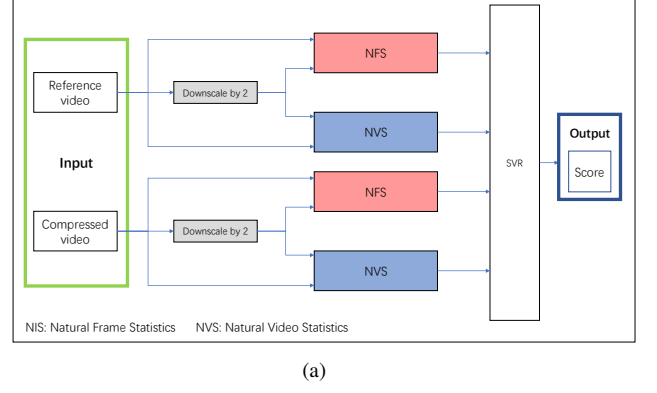 NFS
Reference
video
Downscale by 2
NVS
Output
Input
SVR
Score
NFS
Compressed
video
Downscale by 2
NVS
NIS: Natural Frame Statistics NVS: Natural Video Statistics
(a)